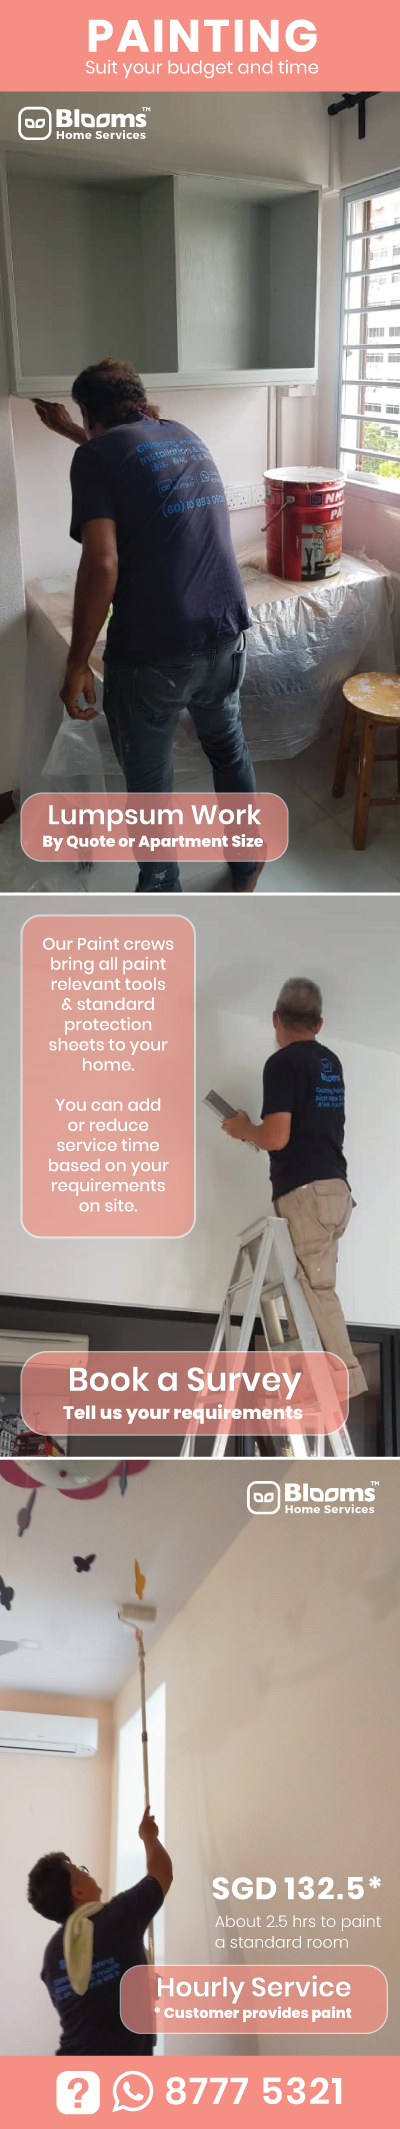 PAINTING
Suit your budget and time
Blooms™
Home Services
(60)10 853
Lumpsum Work
By Quote or Apartment Size
Our Paint crews
bring all paint
relevant tools
& standard
protection
sheets to your
home.
You can add
or reduce
service time
based on your
requirements
on site.
Book a Survey
Tell us your requirements
Blooms™
Home Services
SGD 132.5*
About 2.5 hrs to paint
a standard room
Hourly Service
* Customer provides paint
? 8777 5321